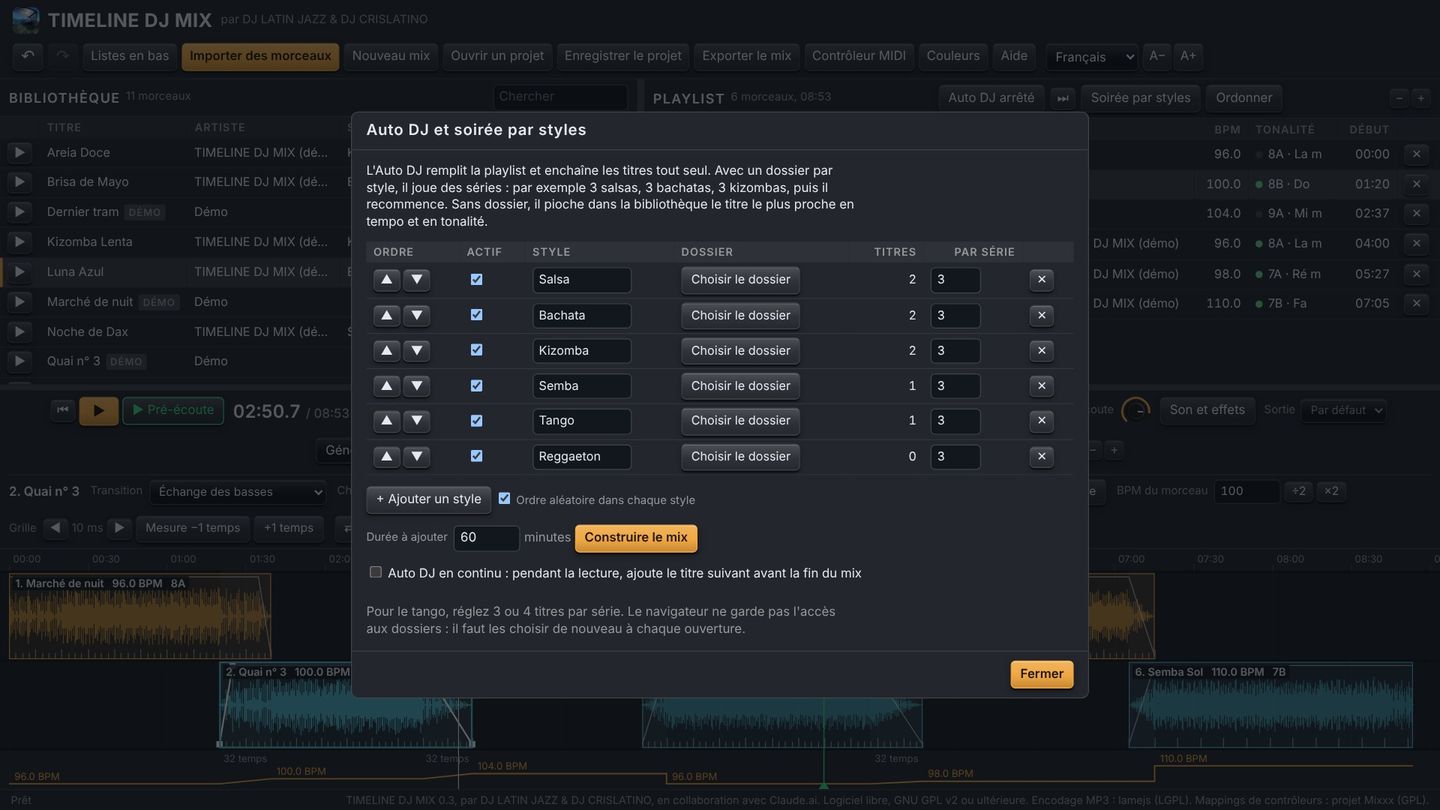 TIMELINE DJ MIX par DJ LATIN JAZZ & DJ CRISLATINO
Listes en bas Importer des morceaux Nouveau mix Ouvrir un projet Enregistrer le projet Exporter le mix Contrôleur MIDI Couleurs Aide Français A− A+
BIBLIOTHÈQUE 11 morceaux Chercher
PLAYLIST 6 morceaux, 08:53 Auto DJ arrêté Soirée par styles Ordonner − +
TITRE ARTISTE
BPM TONALITÉ DÉBUT
Areia Doce TIMELINE DJ MIX (dé...
96.0 8A · La m 00:00 ×
Brisa de Mayo TIMELINE DJ MIX (dé...
100.0 8B · Do 01:20 ×
Dernier tram DÉMO Démo
104.0 9A · Mi m 02:37 ×
Kizomba Lenta TIMELINE DJ MIX (dé...
DJ MIX (démo) 96.0 8A · La m 04:00 ×
Luna Azul TIMELINE DJ MIX (dé...
DJ MIX (démo) 98.0 7A · Ré m 05:27 ×
Marché de nuit DÉMO Démo
DJ MIX (démo) 110.0 7B · Fa 07:05 ×
Noche de Dax TIMELINE DJ MIX (dé...
Quai n° 3 DÉMO Démo
Auto DJ et soirée par styles
L'Auto DJ remplit la playlist et enchaîne les titres tout seul. Avec un dossier par
style, il joue des séries : par exemple 3 salsas, 3 bachatas, 3 kizombas, puis il
recommence. Sans dossier, il pioche dans la bibliothèque le titre le plus proche en
tempo et en tonalité.
ORDRE ACTIF STYLE DOSSIER TITRES PAR SÉRIE
Salsa Choisir le dossier 2 3 ×
Bachata Choisir le dossier 2 3 ×
Kizomba Choisir le dossier 2 3 ×
Semba Choisir le dossier 1 3 ×
Tango Choisir le dossier 1 3 ×
Reggaeton Choisir le dossier 0 3 ×
+ Ajouter un style Ordre aléatoire dans chaque style
Durée à ajouter 60 minutes Construire le mix
Auto DJ en continu : pendant la lecture, ajoute le titre suivant avant la fin du mix
Pour le tango, réglez 3 ou 4 titres par série. Le navigateur ne garde pas l'accès
aux dossiers : il faut les choisir de nouveau à chaque ouverture.
Fermer
Pré-écoute 02:50.7 / 08:53
Son et effets Sortie Par défaut
2. Quai n° 3 Transition Échange des basses
BPM du morceau 100 ÷2 ×2
Grille 10 ms Mesure −1 temps +1 temps
00:00 00:30 01:00 01:30 07:00 07:30 08:00 08:30
1. Marché de nuit 96.0 BPM 8A
2. Quai n° 3 100.0 BPM
6. Semba Sol 110.0 BPM 7B
32 temps 32 temps 32 temps
96.0 BPM 100.0 BPM 104.0 BPM 96.0 BPM 98.0 BPM 110.0 BPM
Prêt TIMELINE DJ MIX 0.3, par DJ LATIN JAZZ & DJ CRISLATINO, en collaboration avec Claude.ai. Logiciel libre, GNU GPL v2 ou ultérieure. Encodage MP3 : lamejs (LGPL). Mappings de contrôleurs : projet Mixxx (GPL).